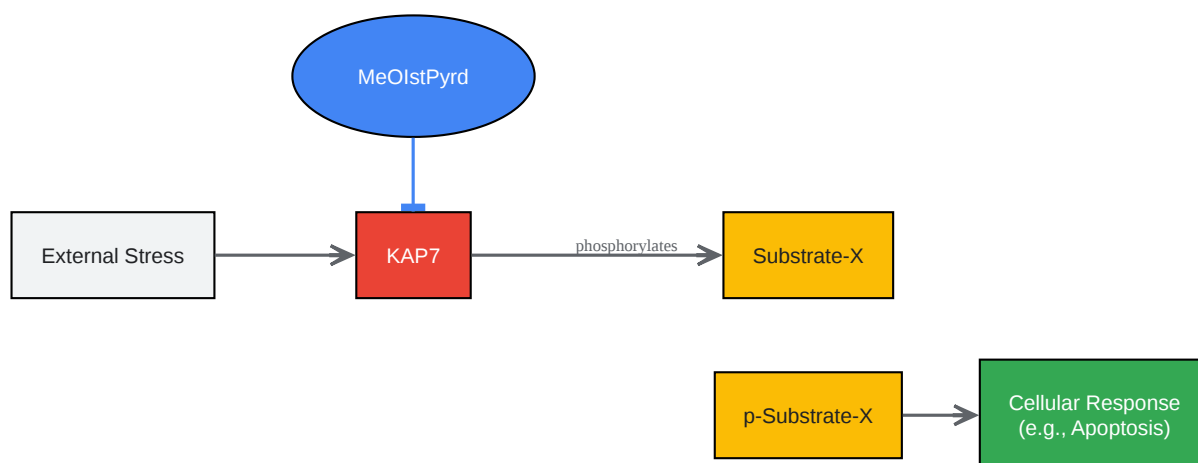 MeOIstPyrd
External Stress
KAP7
phosphorylates
Substrate-X
p-Substrate-X
Cellular Response
(e.g., Apoptosis)